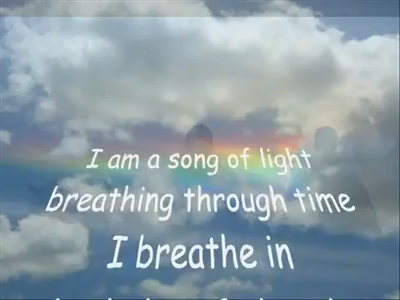 I am a song of light
breathing through time
I breathe in